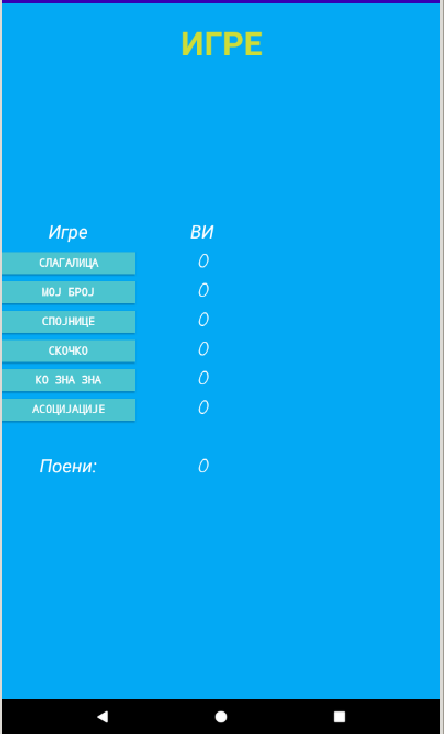 ИГРЕ
Игре ВИ
СЛАГАЛИЦА 0
МОЈ БРОЈ 0
СПОЈНИЦЕ 0
СКОЧКО 0
КО ЗНА ЗНА 0
АСОЦИЈАЦИЈЕ 0
Поени: 0